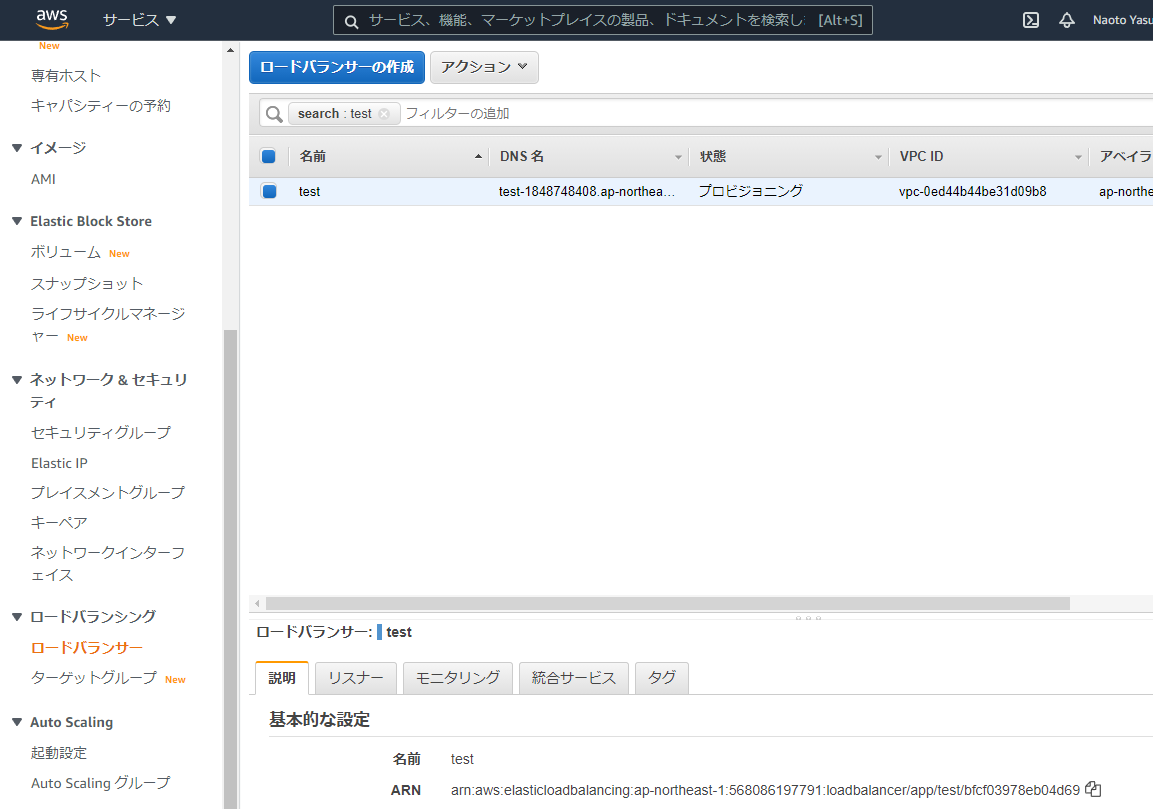 aws サービス ▼ サービス、機能、マーケットプレイスの製品、ドキュメントを検索し [Alt+S] Naoto Yasu
New
専有ホスト
キャパシティーの予約
▼ イメージ
AMI
▼ Elastic Block Store
ボリューム New
スナップショット
ライフサイクルマネージ
ャー New
▼ ネットワーク & セキュリ
ティ
セキュリティグループ
Elastic IP
プレイスメントグループ
キーペア
ネットワークインターフ
ェイス
▼ ロードバランシング
ロードバランサー
ターゲットグループ New
▼ Auto Scaling
起動設定
Auto Scaling グループ
ロードバランサーの作成 アクション
search : test フィルターの追加
名前 DNS 名 状態 VPC ID アベイラ
test test-1848748408.ap-northea... プロビジョニング vpc-0ed44b44be31d09b8 ap-northe
ロードバランサー: test
説明 リスナー モニタリング 統合サービス タグ
基本的な設定
名前 test
ARN arn:aws:elasticloadbalancing:ap-northeast-1:568086197791:loadbalancer/app/test/bfcf03978eb04d69